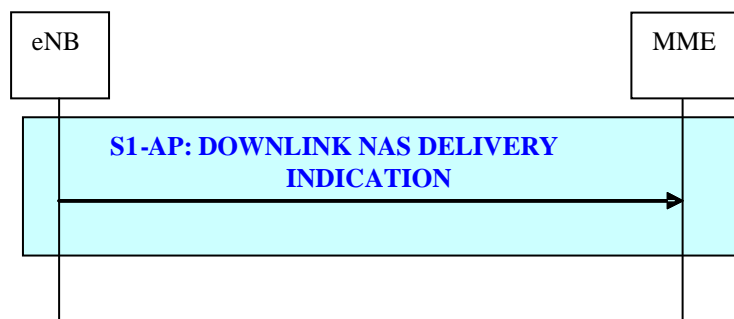 eNB
MME
S1-AP: DOWNLINK NAS DELIVERY
INDICATION